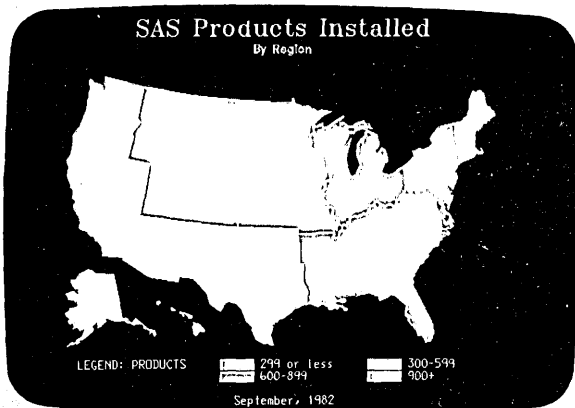 SAS Products Installed
By Region
LEGEND: PRODUCTS 299 or less 300-599
600-899 900+
September, 1982